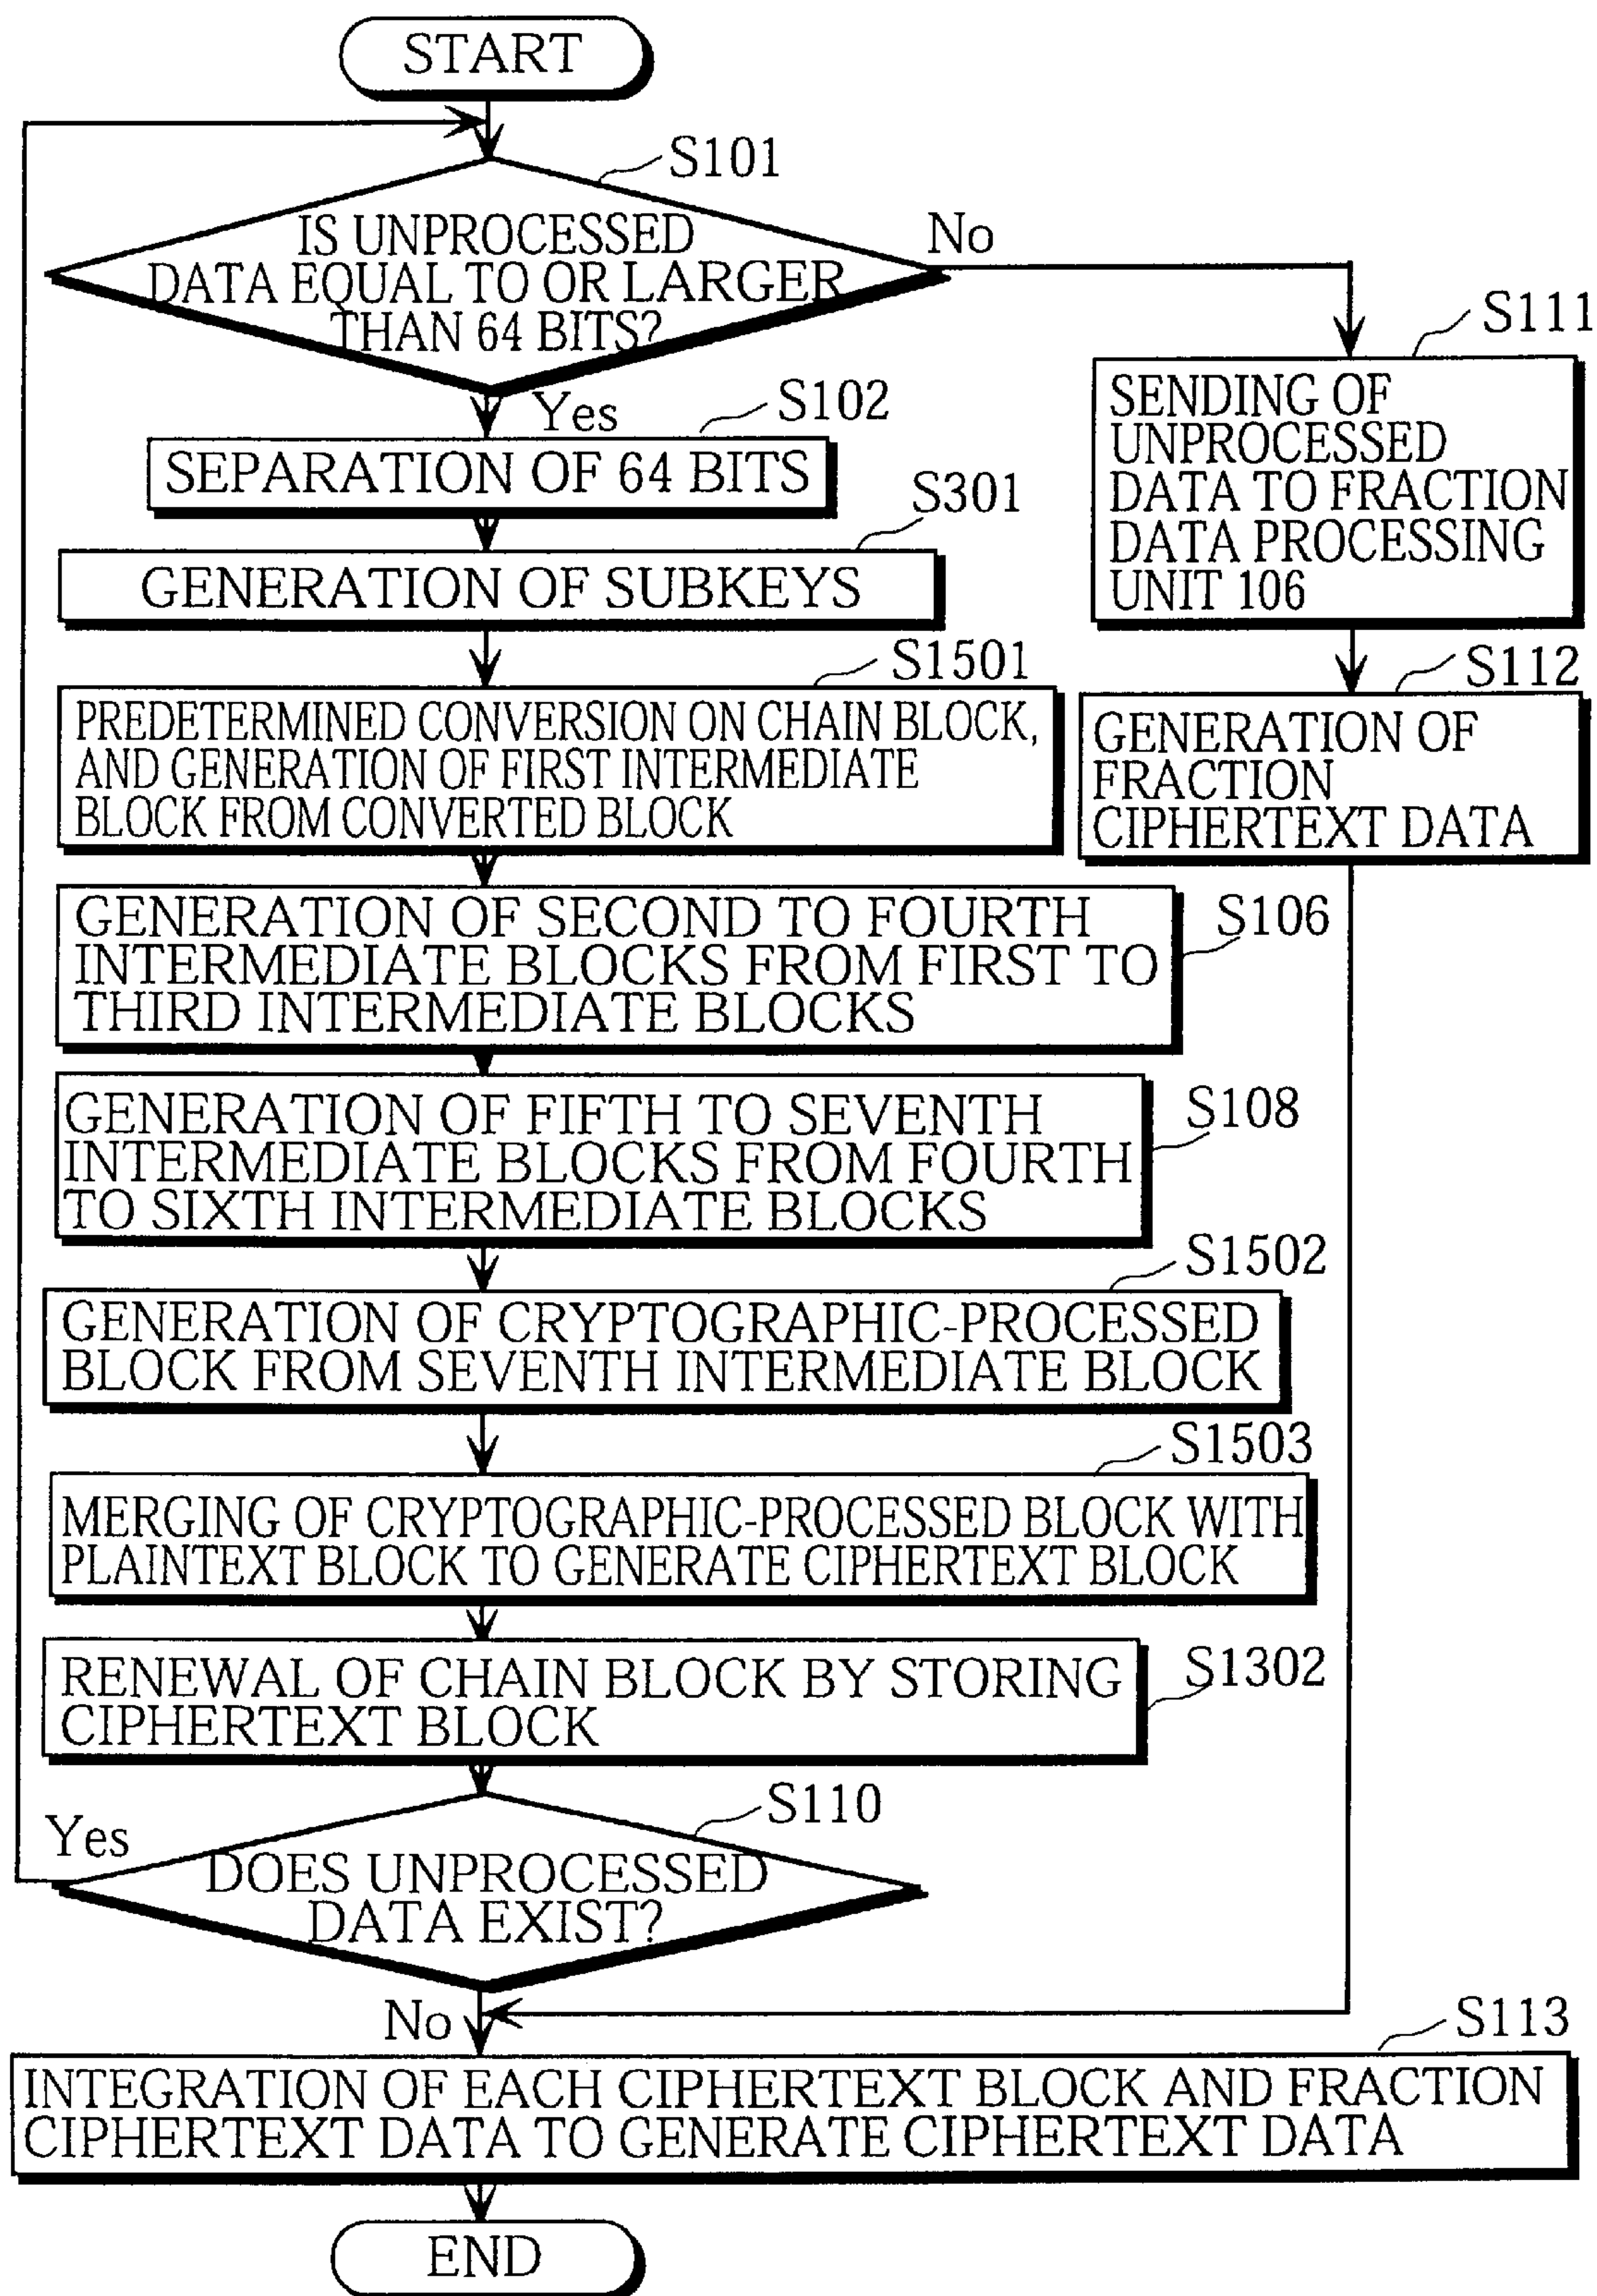 START
S101
IS UNPROCESSED
DATA EQUAL TO OR LARGER
THAN 64 BITS?
No
Yes
S102
SEPARATION OF 64 BITS
S301
GENERATION OF SUBKEYS
S111
SENDING OF
UNPROCESSED
DATA TO FRACTION
DATA PROCESSING
UNIT 106
S1501
PREDETERMINED CONVERSION ON CHAIN BLOCK,
AND GENERATION OF FIRST INTERMEDIATE
BLOCK FROM CONVERTED BLOCK
S112
GENERATION OF
FRACTION
CIPHERTEXT DATA
S106
GENERATION OF SECOND TO FOURTH
INTERMEDIATE BLOCKS FROM FIRST TO
THIRD INTERMEDIATE BLOCKS
S108
GENERATION OF FIFTH TO SEVENTH
INTERMEDIATE BLOCKS FROM FOURTH
TO SIXTH INTERMEDIATE BLOCKS
S1502
GENERATION OF CRYPTOGRAPHIC-PROCESSED
BLOCK FROM SEVENTH INTERMEDIATE BLOCK
S1503
MERGING OF CRYPTOGRAPHIC-PROCESSED BLOCK WITH
PLAINTEXT BLOCK TO GENERATE CIPHERTEXT BLOCK
S1302
RENEWAL OF CHAIN BLOCK BY STORING
CIPHERTEXT BLOCK
S110
Yes
DOES UNPROCESSED
DATA EXIST?
No
S113
INTEGRATION OF EACH CIPHERTEXT BLOCK AND FRACTION
CIPHERTEXT DATA TO GENERATE CIPHERTEXT DATA
END